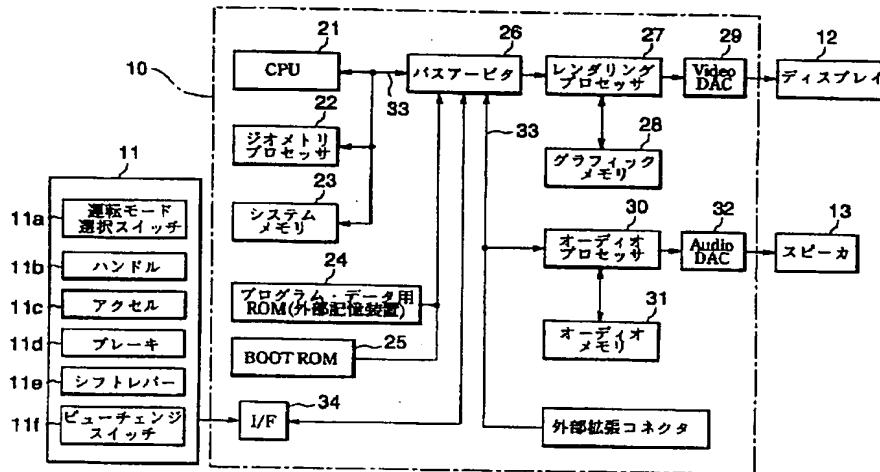 21
26
27
29
12
10
CPU
バスアービタ
レンダリング
プロセッサ
Video
DAC
ディスプレイ
33
22
ジオメトリ
プロセッサ
33
28
グラフィック
メモリ
11
23
システム
メモリ
11a
運転モード
選択スイッチ
30
32
13
オーディオ
プロセッサ
Audio
DAC
スピーカ
11b
ハンドル
24
プログラム・データ用
ROM(外部記憶装置)
11c
アクセル
31
オーディオ
メモリ
11d
ブレーキ
25
BOOT ROM
11e
シフトレバー
34
11f
ビューチェンジ
スイッチ
I/F
外部拡張コネクタ